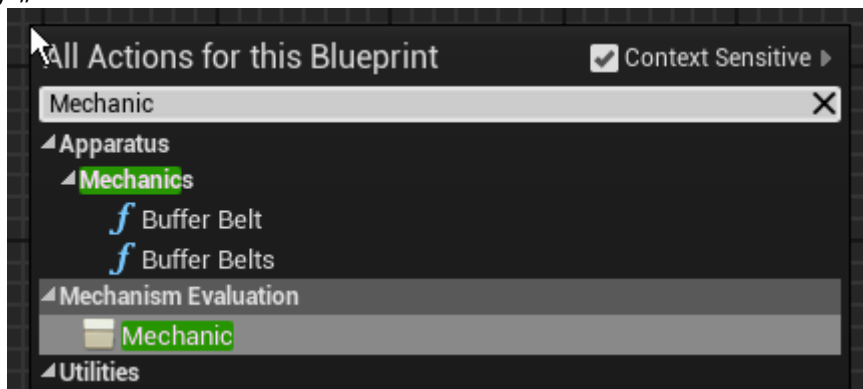 All Actions for this Blueprint Context Sensitive
Mechanic
Apparatus
Mechanics
f Buffer Belt
f Buffer Belts
Mechanism Evaluation
Mechanic
Utilities